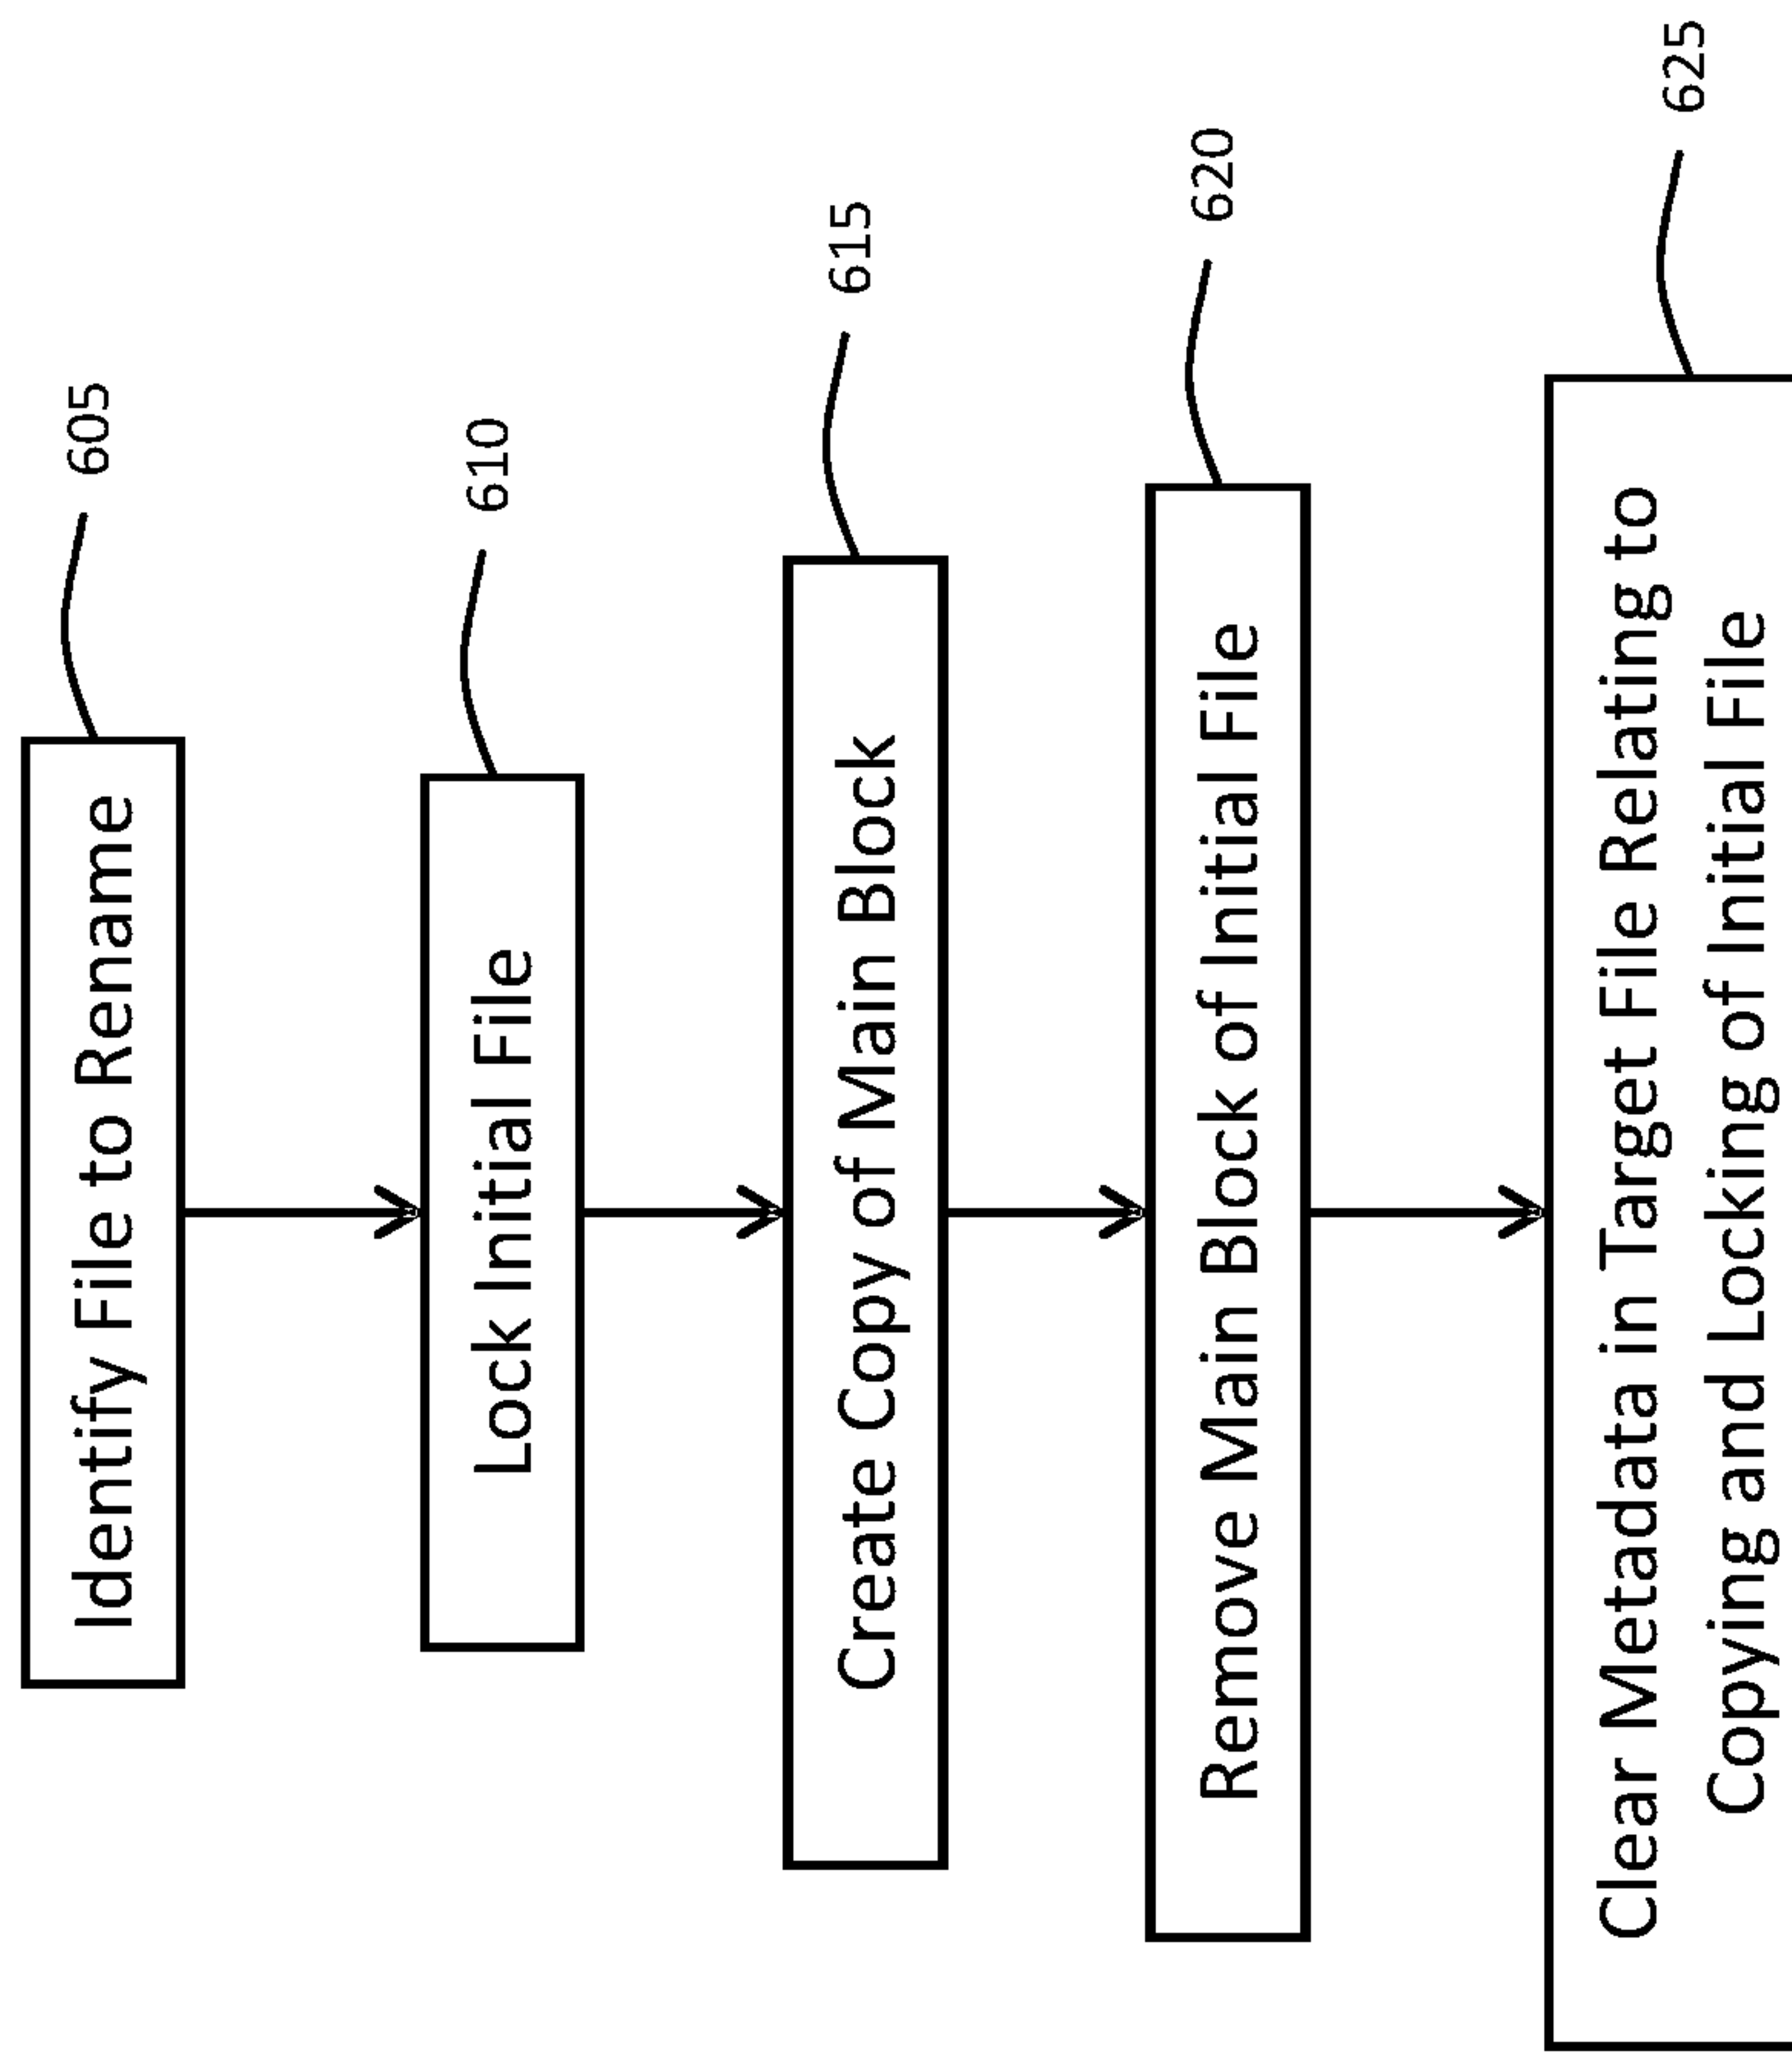 605
Identify File to Rename
610
Lock Initial File
615
Create Copy of Main Block
620
Remove Main Block of Initial File
625
Clear Metadata in Target File Relating to
Copying and Locking of Initial File